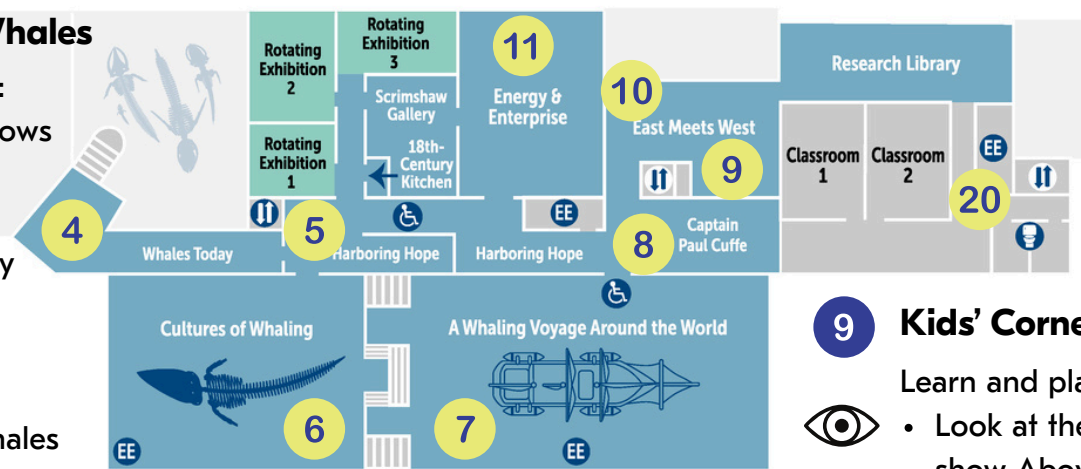 Whales
:
ows
y
nales
Rotating
Exhibition
2
Rotating
Exhibition
3
Rotating
Exhibition
1
Scrimshaw
Gallery
18th-
Century
Kitchen
11
Energy &
Enterprise
10
East Meets West
9
Research Library
Classroom
1
Classroom
2
EE
20
4
Whales Today
5
Harboring Hope
EE
Harboring Hope
8
Captain
Paul Cuffe
Cultures of Whaling
6
EE
A Whaling Voyage Around the World
7
EE
9 Kids’ Corne
Learn and pla
• Look at the
show Abov